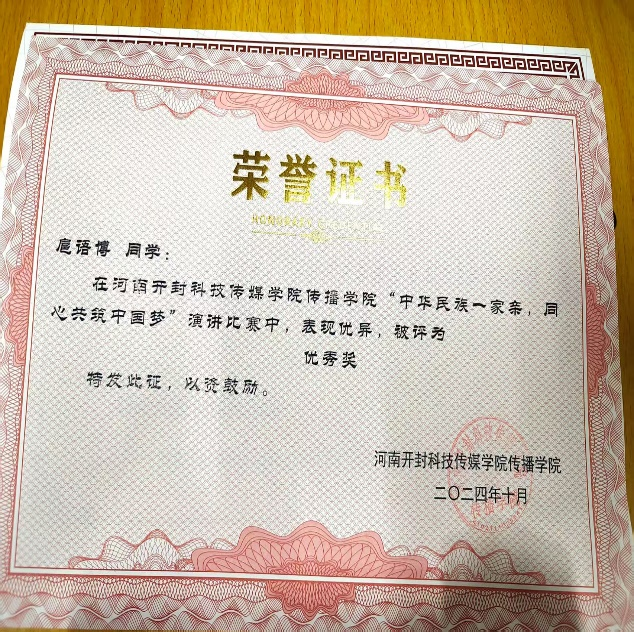 荣誉证书
扈语博 同学：
在河南开封科技传媒学院传播学院“中华民族一家亲，同
心共筑中国梦”演讲比赛中，表现优异，被评为
优秀奖
特发此证，以资鼓励。
河南开封科技传媒学院传播学院
二〇二四年十月